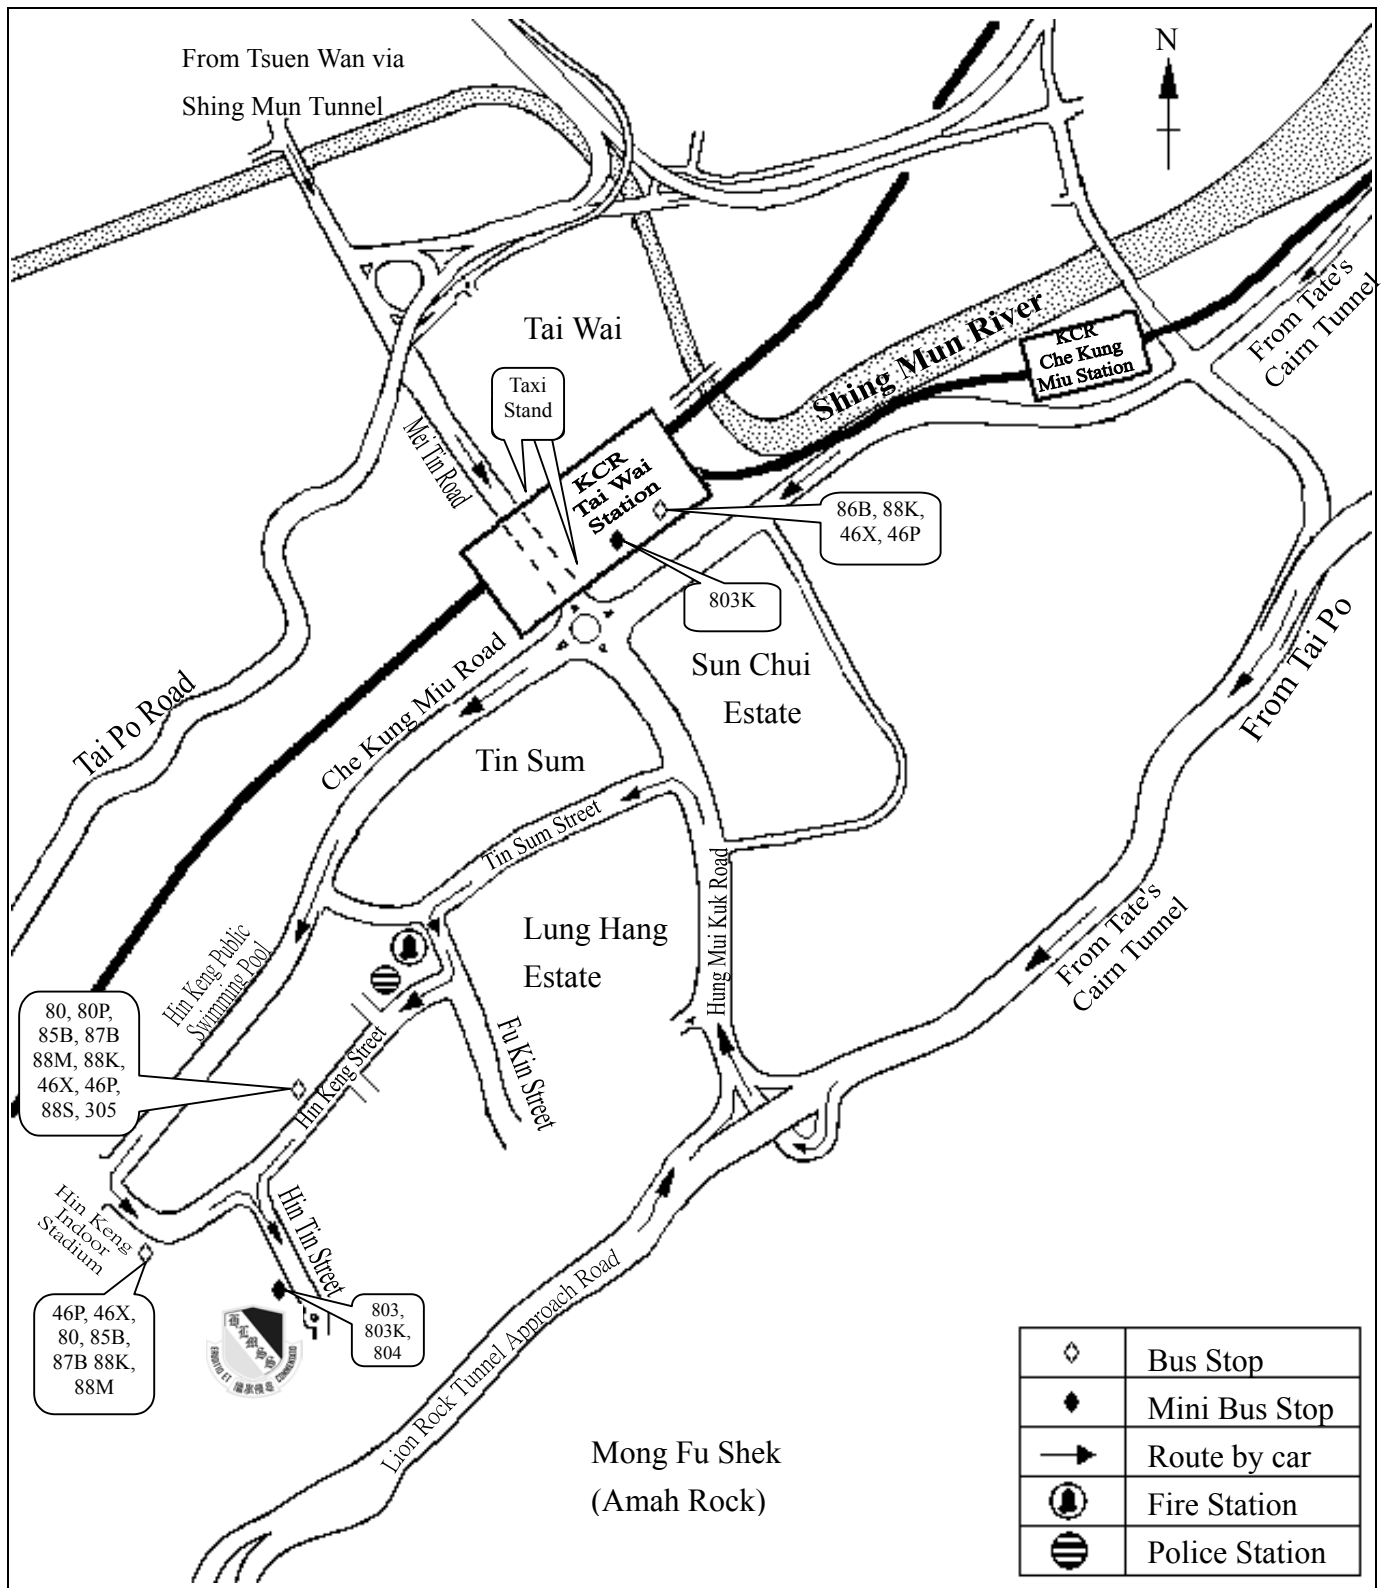 From Tsuen Wan via
Shing Mun Tunnel
N
Tai Wai
Taxi
Stand
Mei Tin Road
KCR
Tai Wai
Station
Shing Mun River
KCR
Che Kung
Miu Station
From Tate's
Cairn Tunnel
86B, 88K,
46X, 46P
803K
Sun Chui
Estate
From Tai Po
Tai Po Road
Che Kung Miu Road
Tin Sum
Tin Sum Street
Hung Mui Kuk Road
Lung Hang
Estate
From Tate's
Cairn Tunnel
Hin Keng Public
Swimming Pool
80, 80P,
85B, 87B
88M, 88K,
46X, 46P,
88S, 305
Hin Keng Street
Fu Kin Street
Hin Keng
Indoor
Stadium
Hin Tin Street
46P, 46X,
80, 85B,
87B 88K,
88M
803,
803K,
804
Lion Rock Tunnel Approach Road
Mong Fu Shek
(Amah Rock)
Bus Stop
Mini Bus Stop
Route by car
Fire Station
Police Station